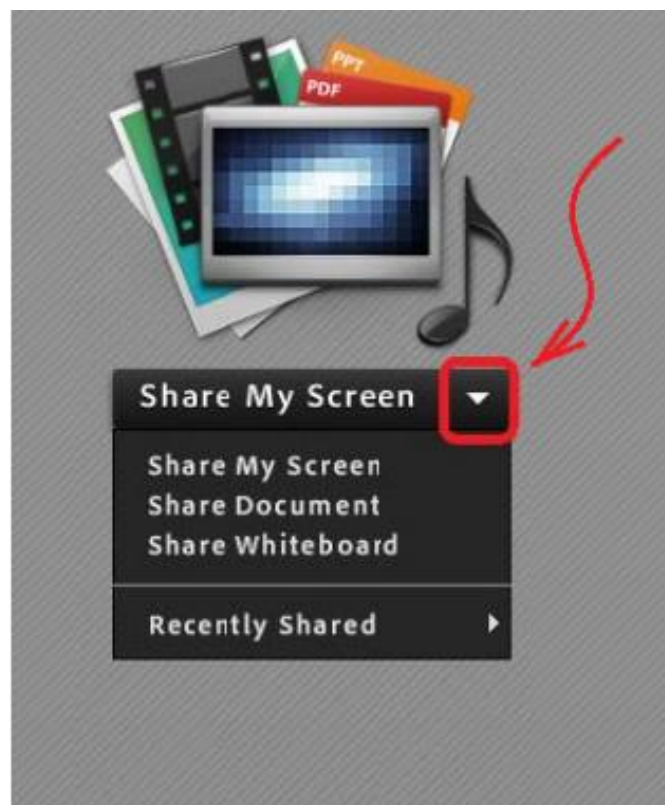 PPT
PDF
Share My Screen
Share My Screen
Share Document
Share Whiteboard
Recently Shared